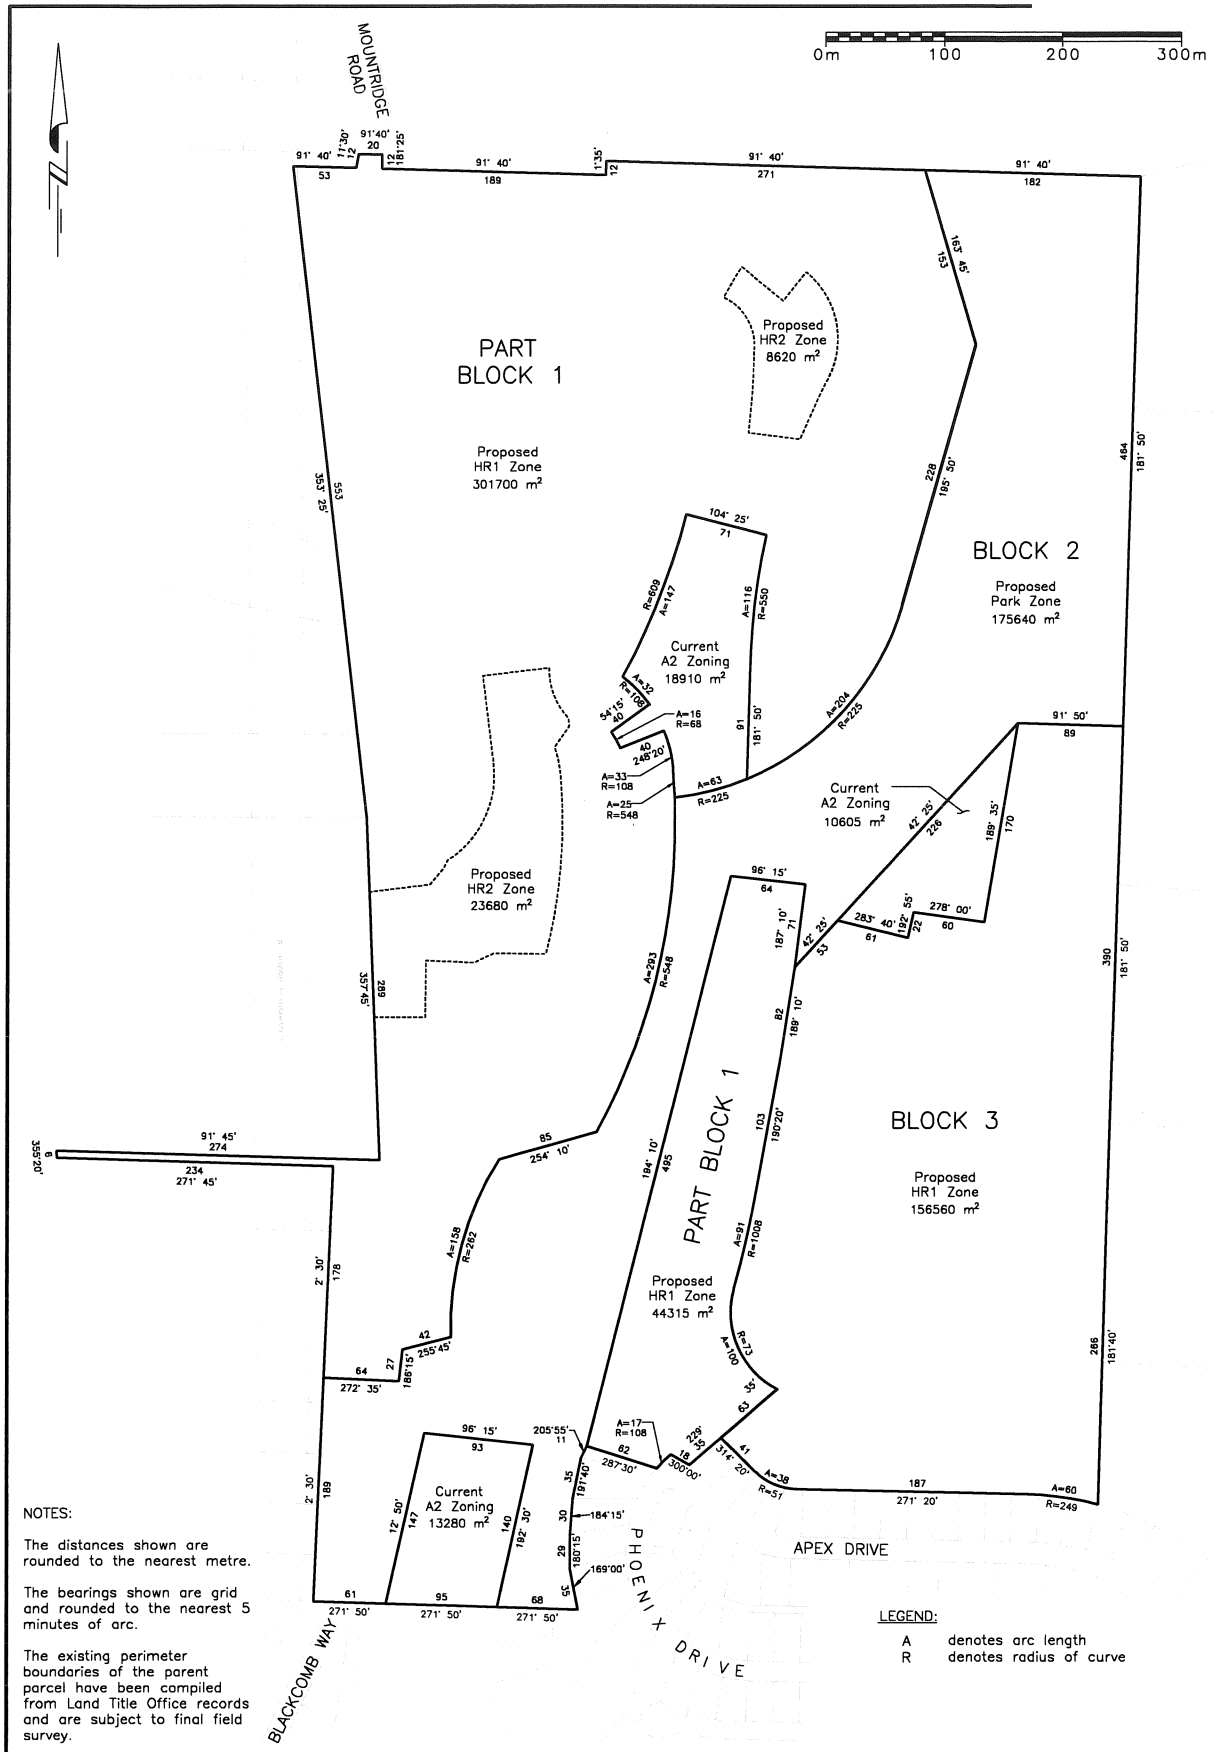 0m 100 200 300m
MOUNTRIDGE
ROAD
91° 40'
53
11°30'
12
91°40'
20
12
181°25'
91° 40'
189
1°35'
12
91° 40'
271
91° 40'
182
163° 45'
153
PART
BLOCK 1
Proposed
HR1 Zone
301700 m²
Proposed
HR2 Zone
8620 m²
553
353° 25'
228
195° 50'
464
181° 50'
BLOCK 2
Proposed
Park Zone
175640 m²
104° 25'
71
R=609
A=147
A=116
R=550
Current
A2 Zoning
18910 m²
A=32
R=108
54°15'
40
A=16
R=68
40
248°20'
A=33
R=108
A=25
R=548
91
181° 50'
A=204
R=225
A=63
R=225
91° 50'
89
Current
A2 Zoning
10605 m²
42° 25'
226
189° 35'
170
Proposed
HR2 Zone
23680 m²
96° 15'
64
187° 10'
71
42° 25'
53
283° 40'
61
192° 55'
22
278° 00'
60
289
357°45'
A=293
R=548
82
189° 10'
390
181° 50'
91° 45'
274
355°20'
6
234
271° 45'
85
254° 10'
194° 10'
495
PART BLOCK 1
103
190°20'
BLOCK 3
Proposed
HR1 Zone
156560 m²
2° 30'
178
A=158
R=262
A=91
R=1008
Proposed
HR1 Zone
44315 m²
R=73
A=100
266
181°40'
42
255°45'
27
186°15'
64
272° 35'
229° 35'
63
35
A=17
R=108
62
287°30'
18
300°00'
41
314° 20'
A=38
R=51
187
271° 20'
A=60
R=249
205°55'
11
35
191°40'
30
184°15'
29
180°15'
169°00'
35
96° 15'
93
Current
A2 Zoning
13280 m²
12° 50'
147
140
192° 30'
2° 30'
189
61
271° 50'
95
271° 50'
68
271° 50'
PHOENIX DRIVE
APEX DRIVE
BLACKCOMB WAY
NOTES:
The distances shown are
rounded to the nearest metre.
The bearings shown are grid
and rounded to the nearest 5
minutes of arc.
The existing perimeter
boundaries of the parent
parcel have been compiled
from Land Title Office records
and are subject to final field
survey.
LEGEND:
A denotes arc length
R denotes radius of curve